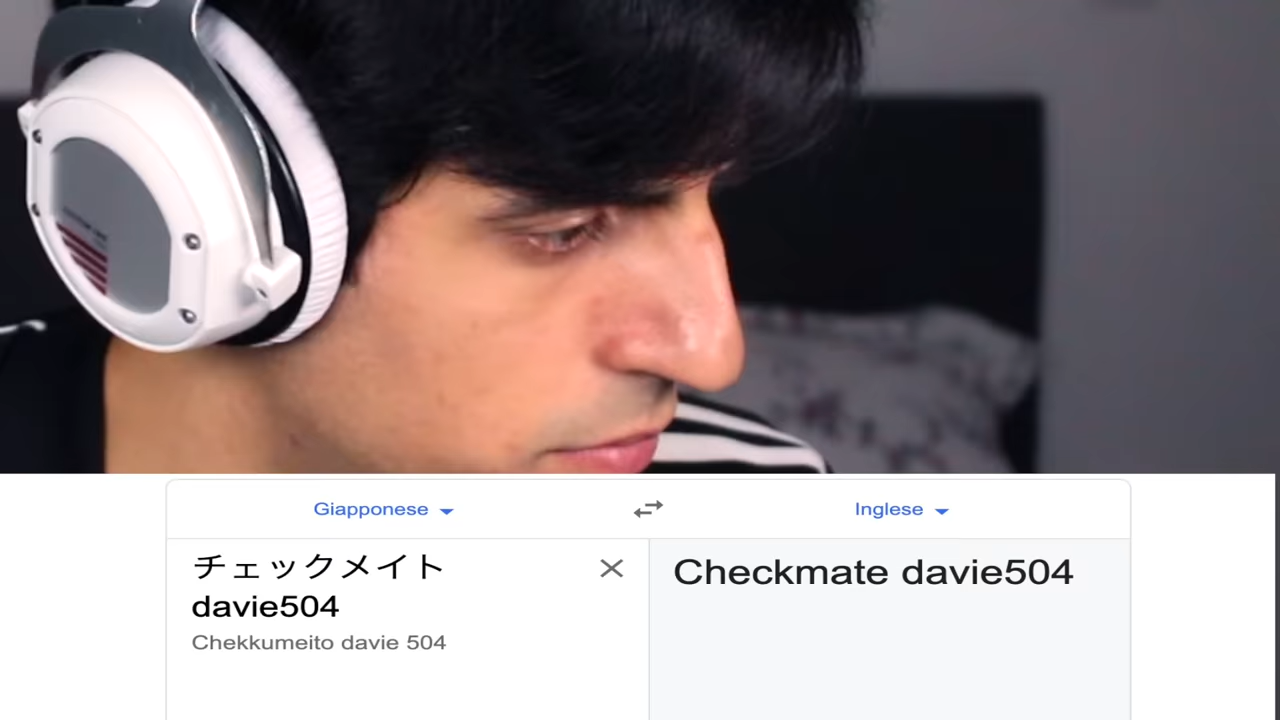 Giapponese
Inglese
チェックメイト
davie504
Chekkumeito davie 504
Checkmate davie504